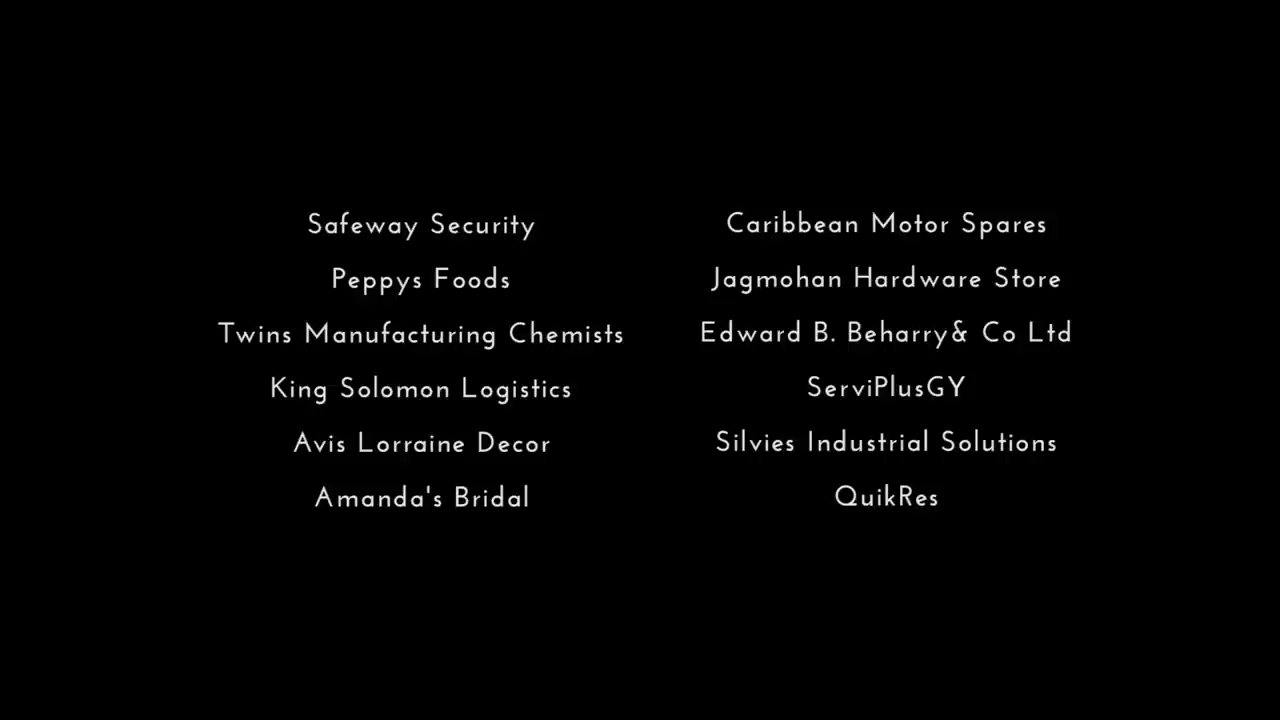 Safeway Security
Peppys Foods
Twins Manufacturing Chemists
King Solomon Logistics
Avis Lorraine Decor
Amanda's Bridal
Caribbean Motor Spares
Jagmohan Hardware Store
Edward B. Beharry& Co Ltd
ServiPlusGY
Silvies Industrial Solutions
QuikRes